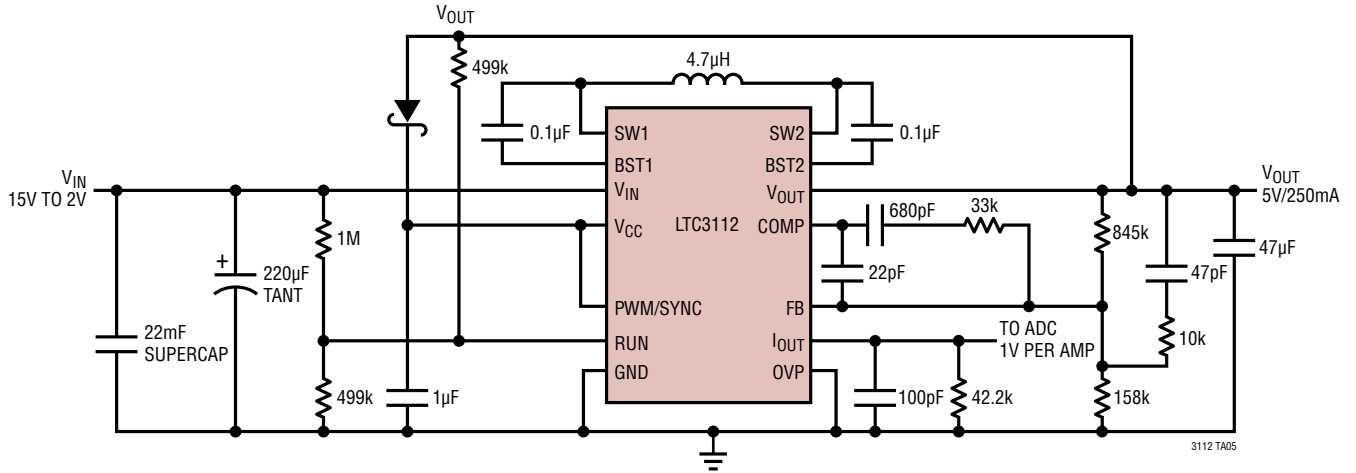 VOUT
499k
4.7µH
0.1µF
SW1
SW2
0.1µF
BST1
BST2
VIN
15V TO 2V
VIN
VOUT
VOUT
5V/250mA
1M
VCC
LTC3112
COMP
680pF
33k
845k
47µF
+
220µF
TANT
22pF
47pF
PWM/SYNC
FB
22mF
SUPERCAP
RUN
IOUT
TO ADC
1V PER AMP
10k
GND
OVP
499k
1µF
100pF
42.2k
158k
3112 TA05